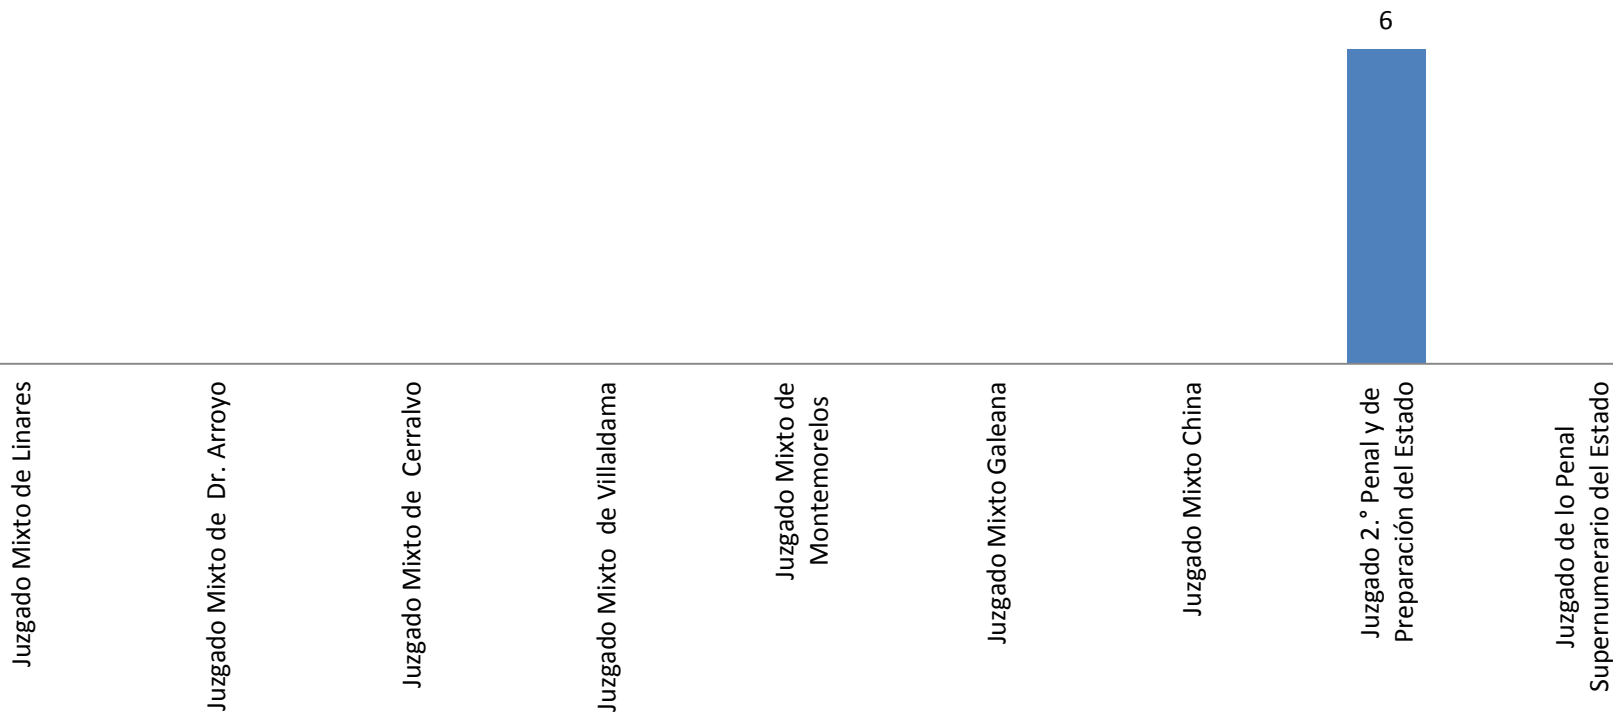 6
Juzgado Mixto de Linares
Juzgado Mixto de  Dr. Arroyo
Juzgado Mixto de  Cerralvo
Juzgado Mixto  de Villaldama
Juzgado Mixto de
Montemorelos
Juzgado Mixto Galeana
Juzgado Mixto China
Juzgado 2.° Penal y de
Preparación del Estado
Juzgado de lo Penal
Supernumerario del Estado